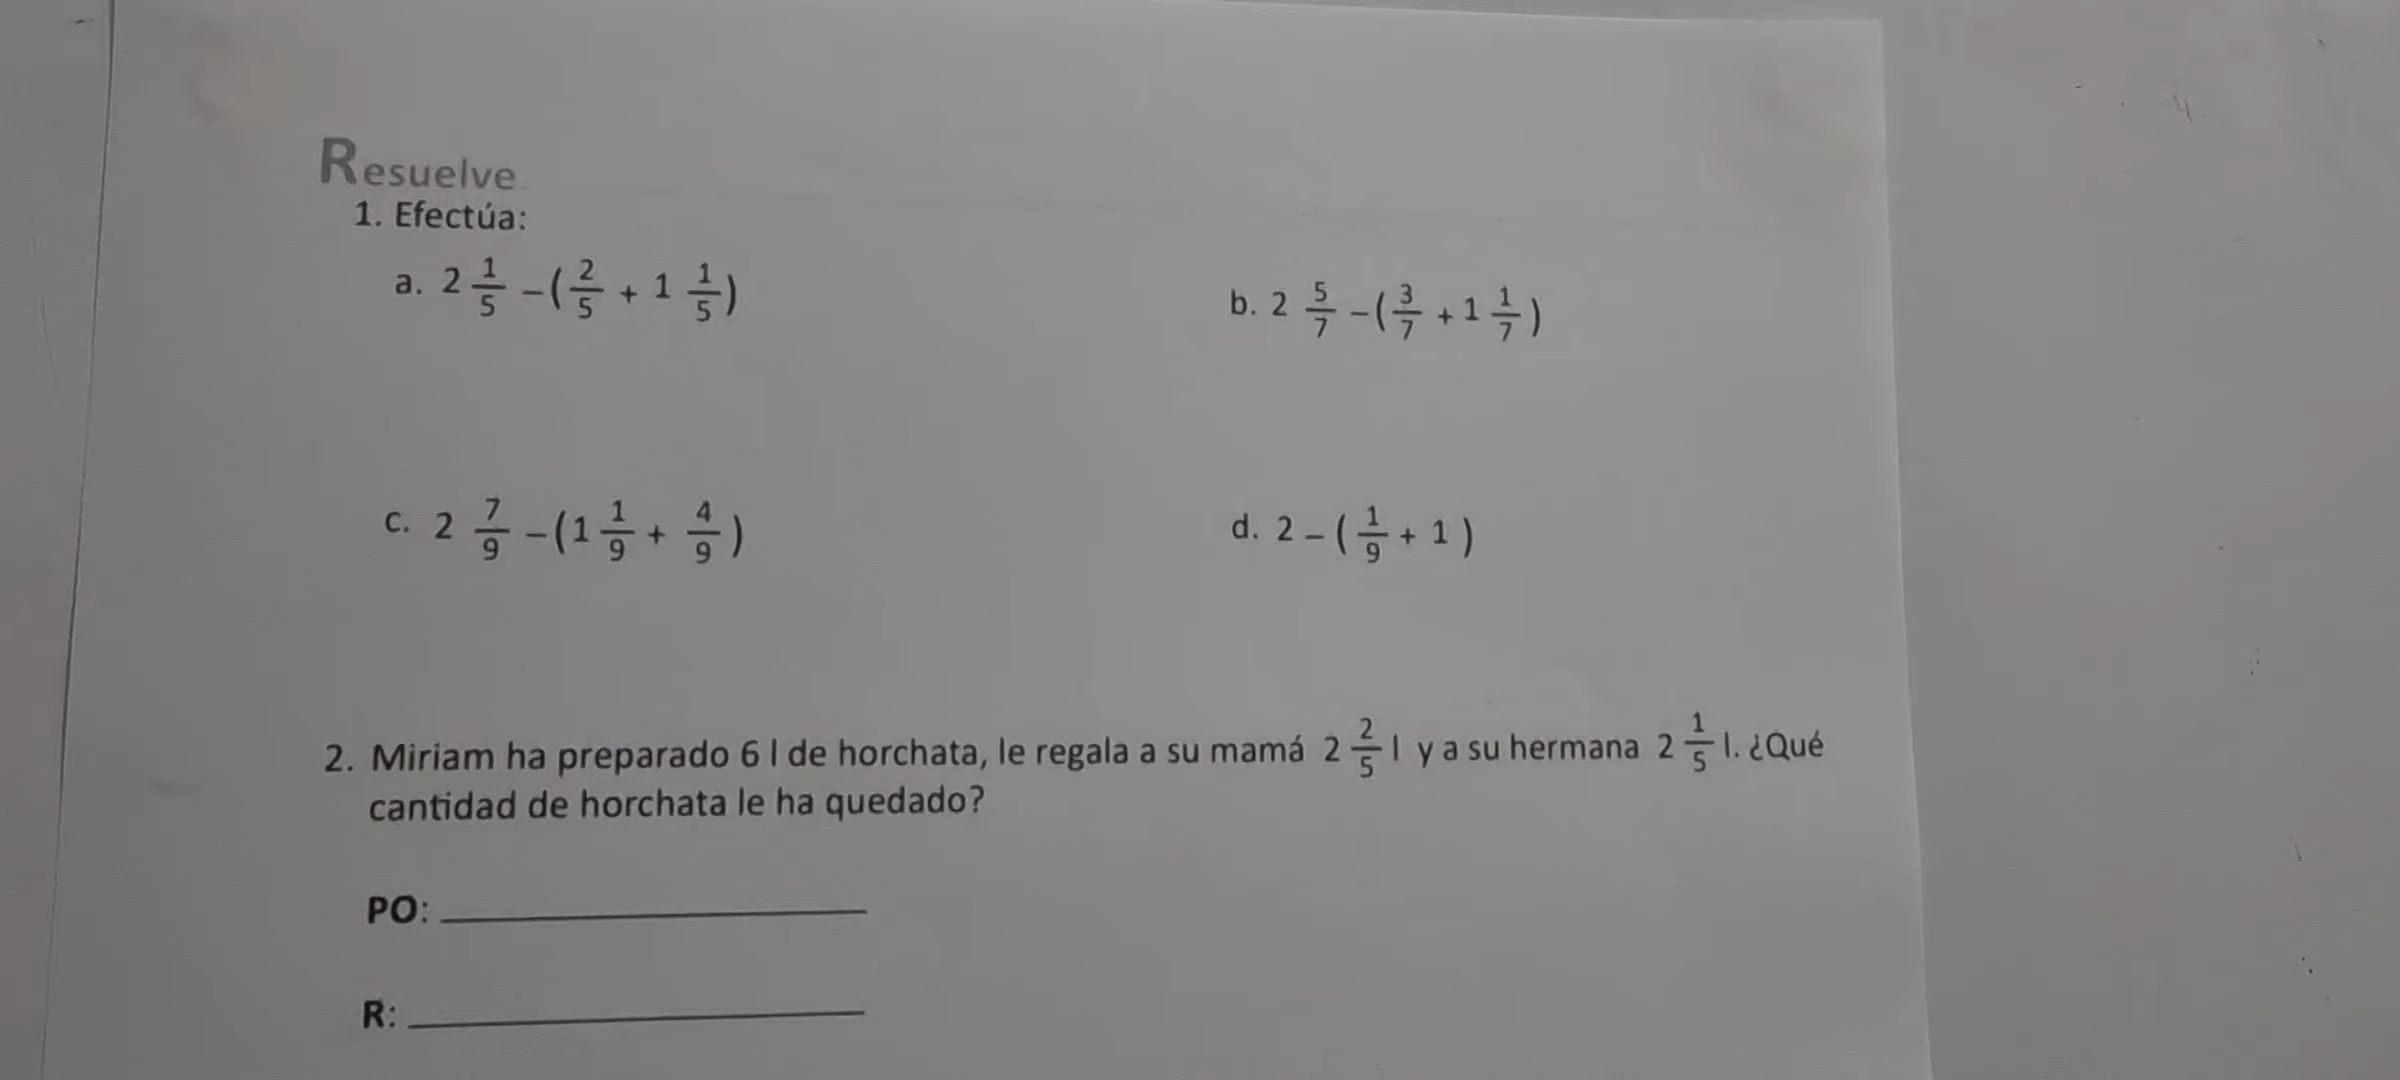 Resuelve.
1. Efectúa:
a. 2 1/5 – (2/5 + 1 1/5)
b. 2 5/7 – (3/7 + 1 1/7)
c. 2 7/9 – (1 1/9 + 4/9)
d. 2 – (1/9 + 1)
2. Miriam ha preparado 6 l de horchata, le regala a su mamá 2 2/5 l y a su hermana 2 1/5 l. ¿Qué
cantidad de horchata le ha quedado?
PO:
R: